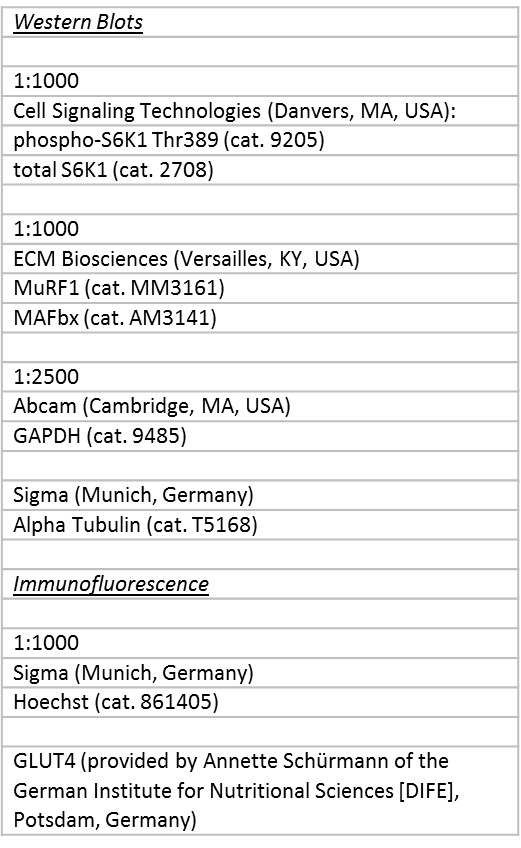 Western Blots
1:1000
Cell Signaling Technologies (Danvers, MA, USA):
phospho-S6K1 Thr389 (cat. 9205)
total S6K1 (cat. 2708)
1:1000
ECM Biosciences (Versailles, KY, USA)
MuRF1 (cat. MM3161)
MAFbx (cat. AM3141)
1:2500
Abcam (Cambridge, MA, USA)
GAPDH (cat. 9485)
Sigma (Munich, Germany)
Alpha Tubulin (cat. T5168)
Immunofluorescence
1:1000
Sigma (Munich, Germany)
Hoechst (cat. 861405)
GLUT4 (provided by Annette Schürmann of the
German Institute for Nutritional Sciences [DIFE],
Potsdam, Germany)